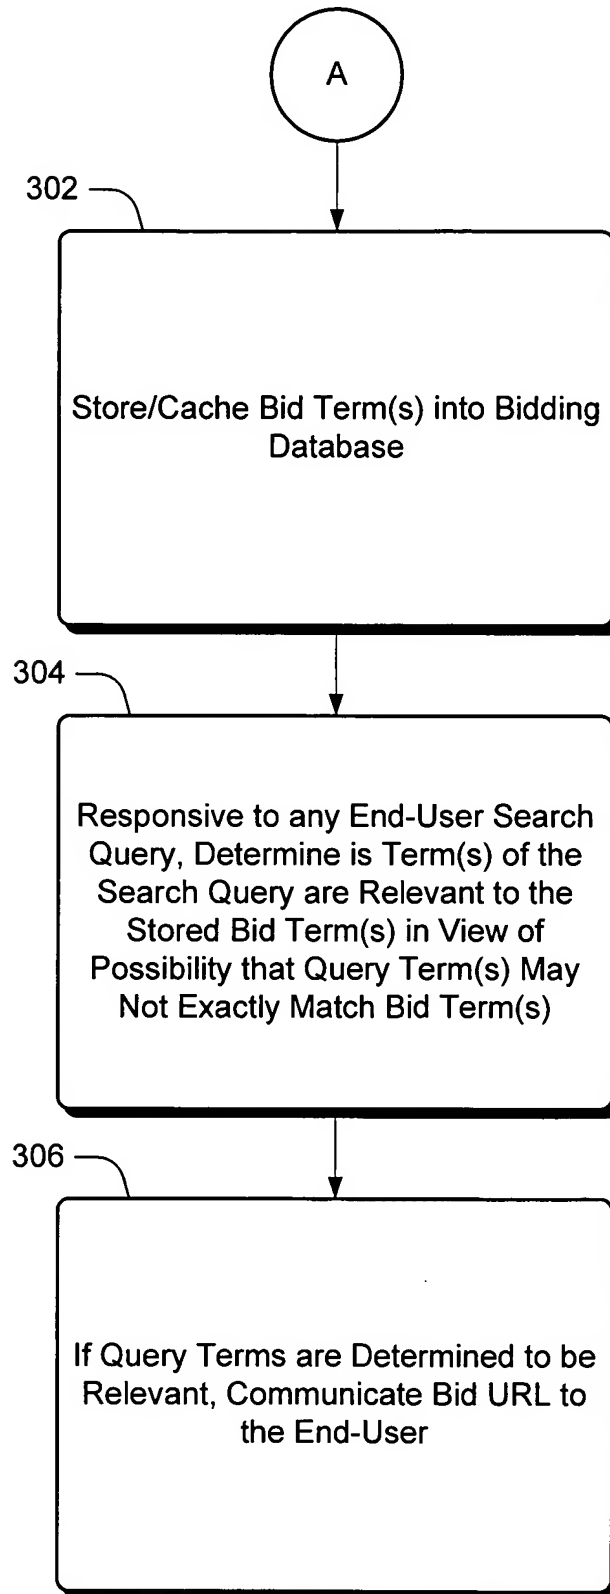 A
302
Store/Cache Bid Term(s) into Bidding
Database
304
Responsive to any End-User Search
Query, Determine is Term(s) of the
Search Query are Relevant to the
Stored Bid Term(s) in View of
Possibility that Query Term(s) May
Not Exactly Match Bid Term(s)
306
If Query Terms are Determined to be
Relevant, Communicate Bid URL to
the End-User